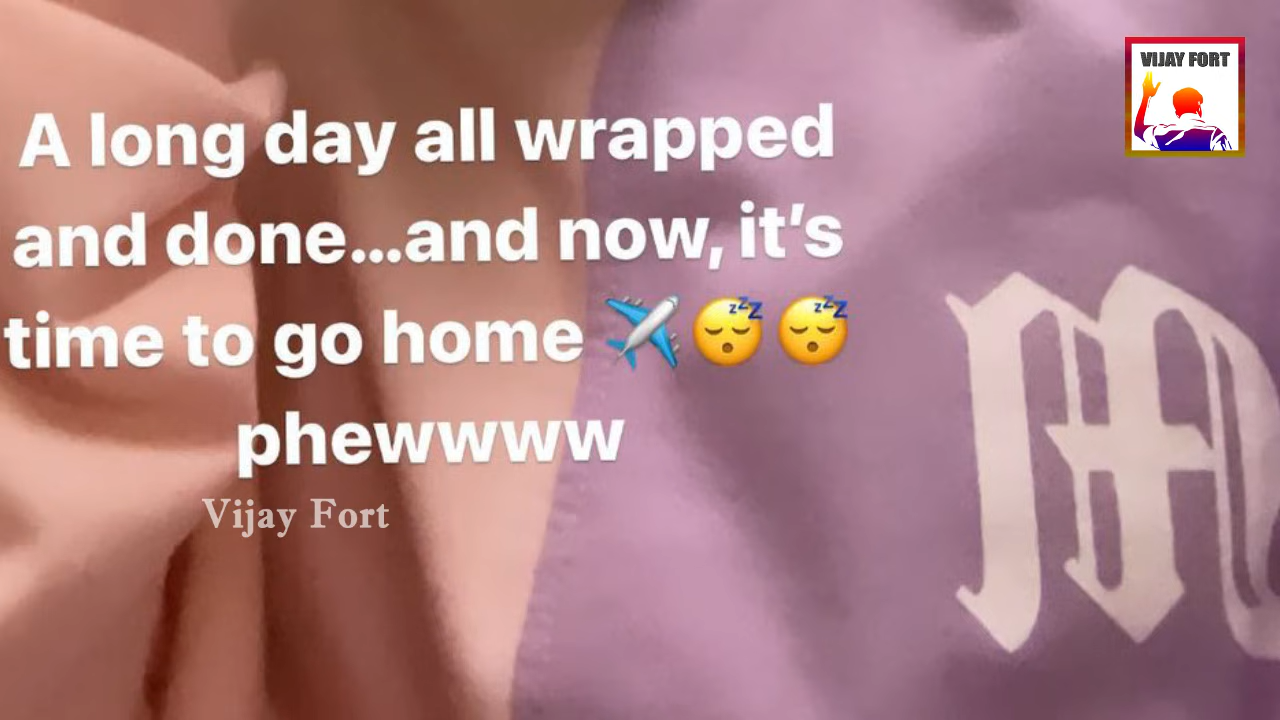 VIJAY FORT
A long day all wrapped
and done...and now, it's
time to go home ✈️😴😴
phewwww
Vijay Fort
M